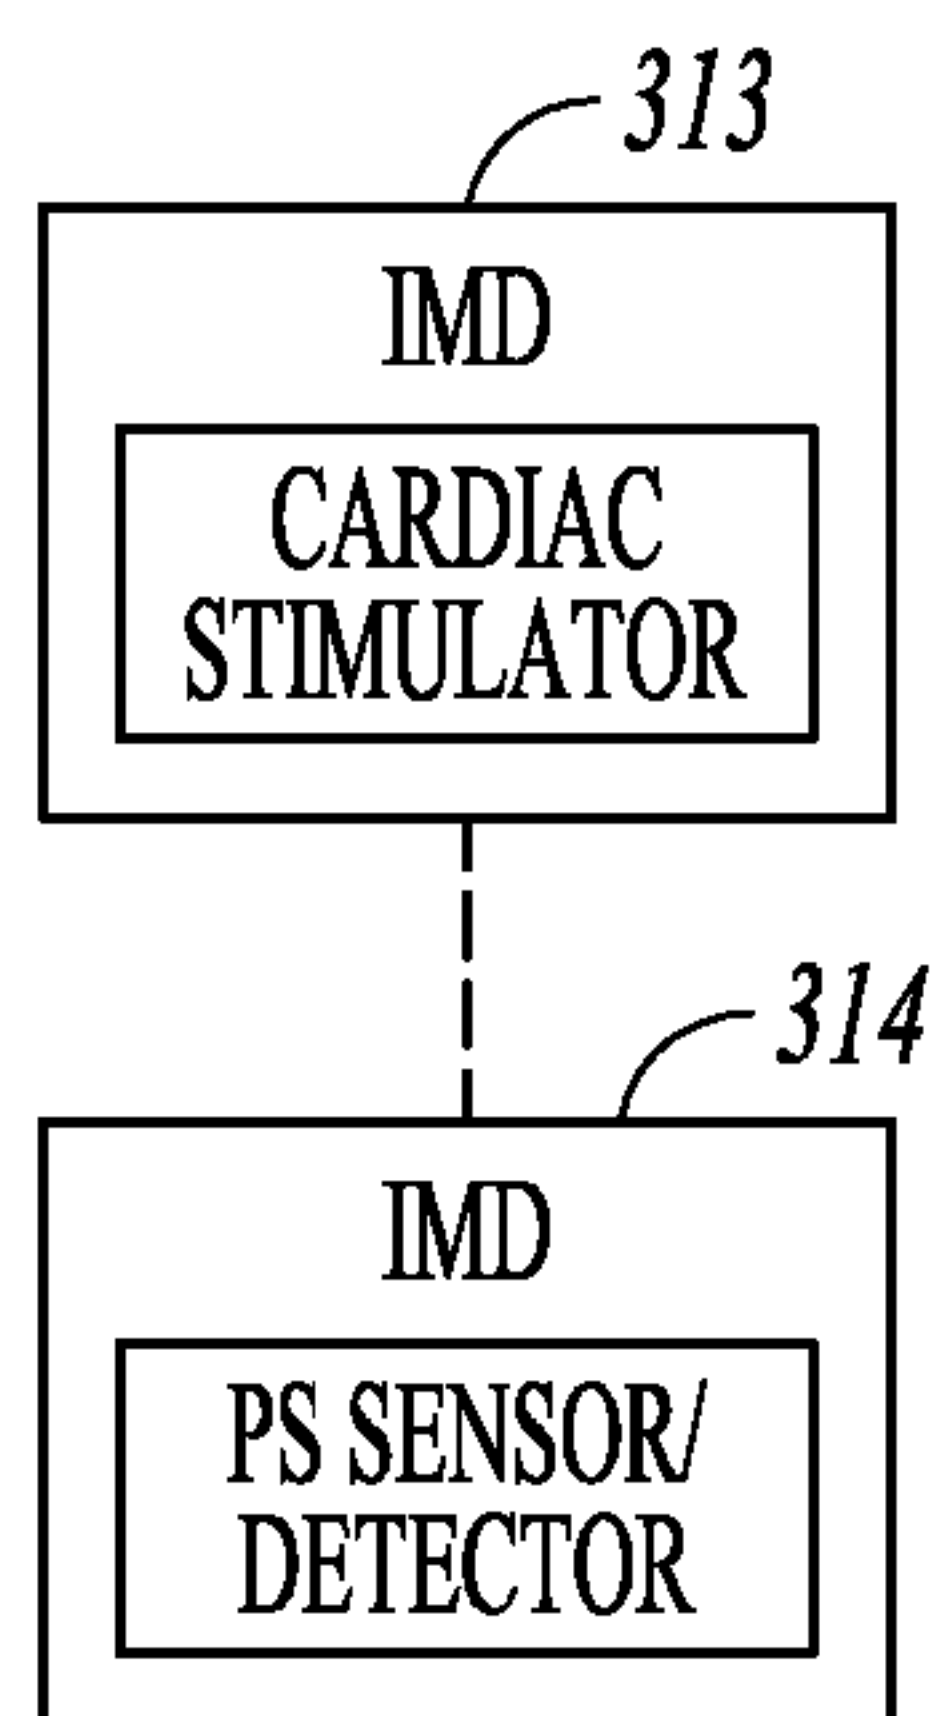 313
IMD
CARDIAC
STIMULATOR
314
IMD
PS SENSOR/
DETECTOR